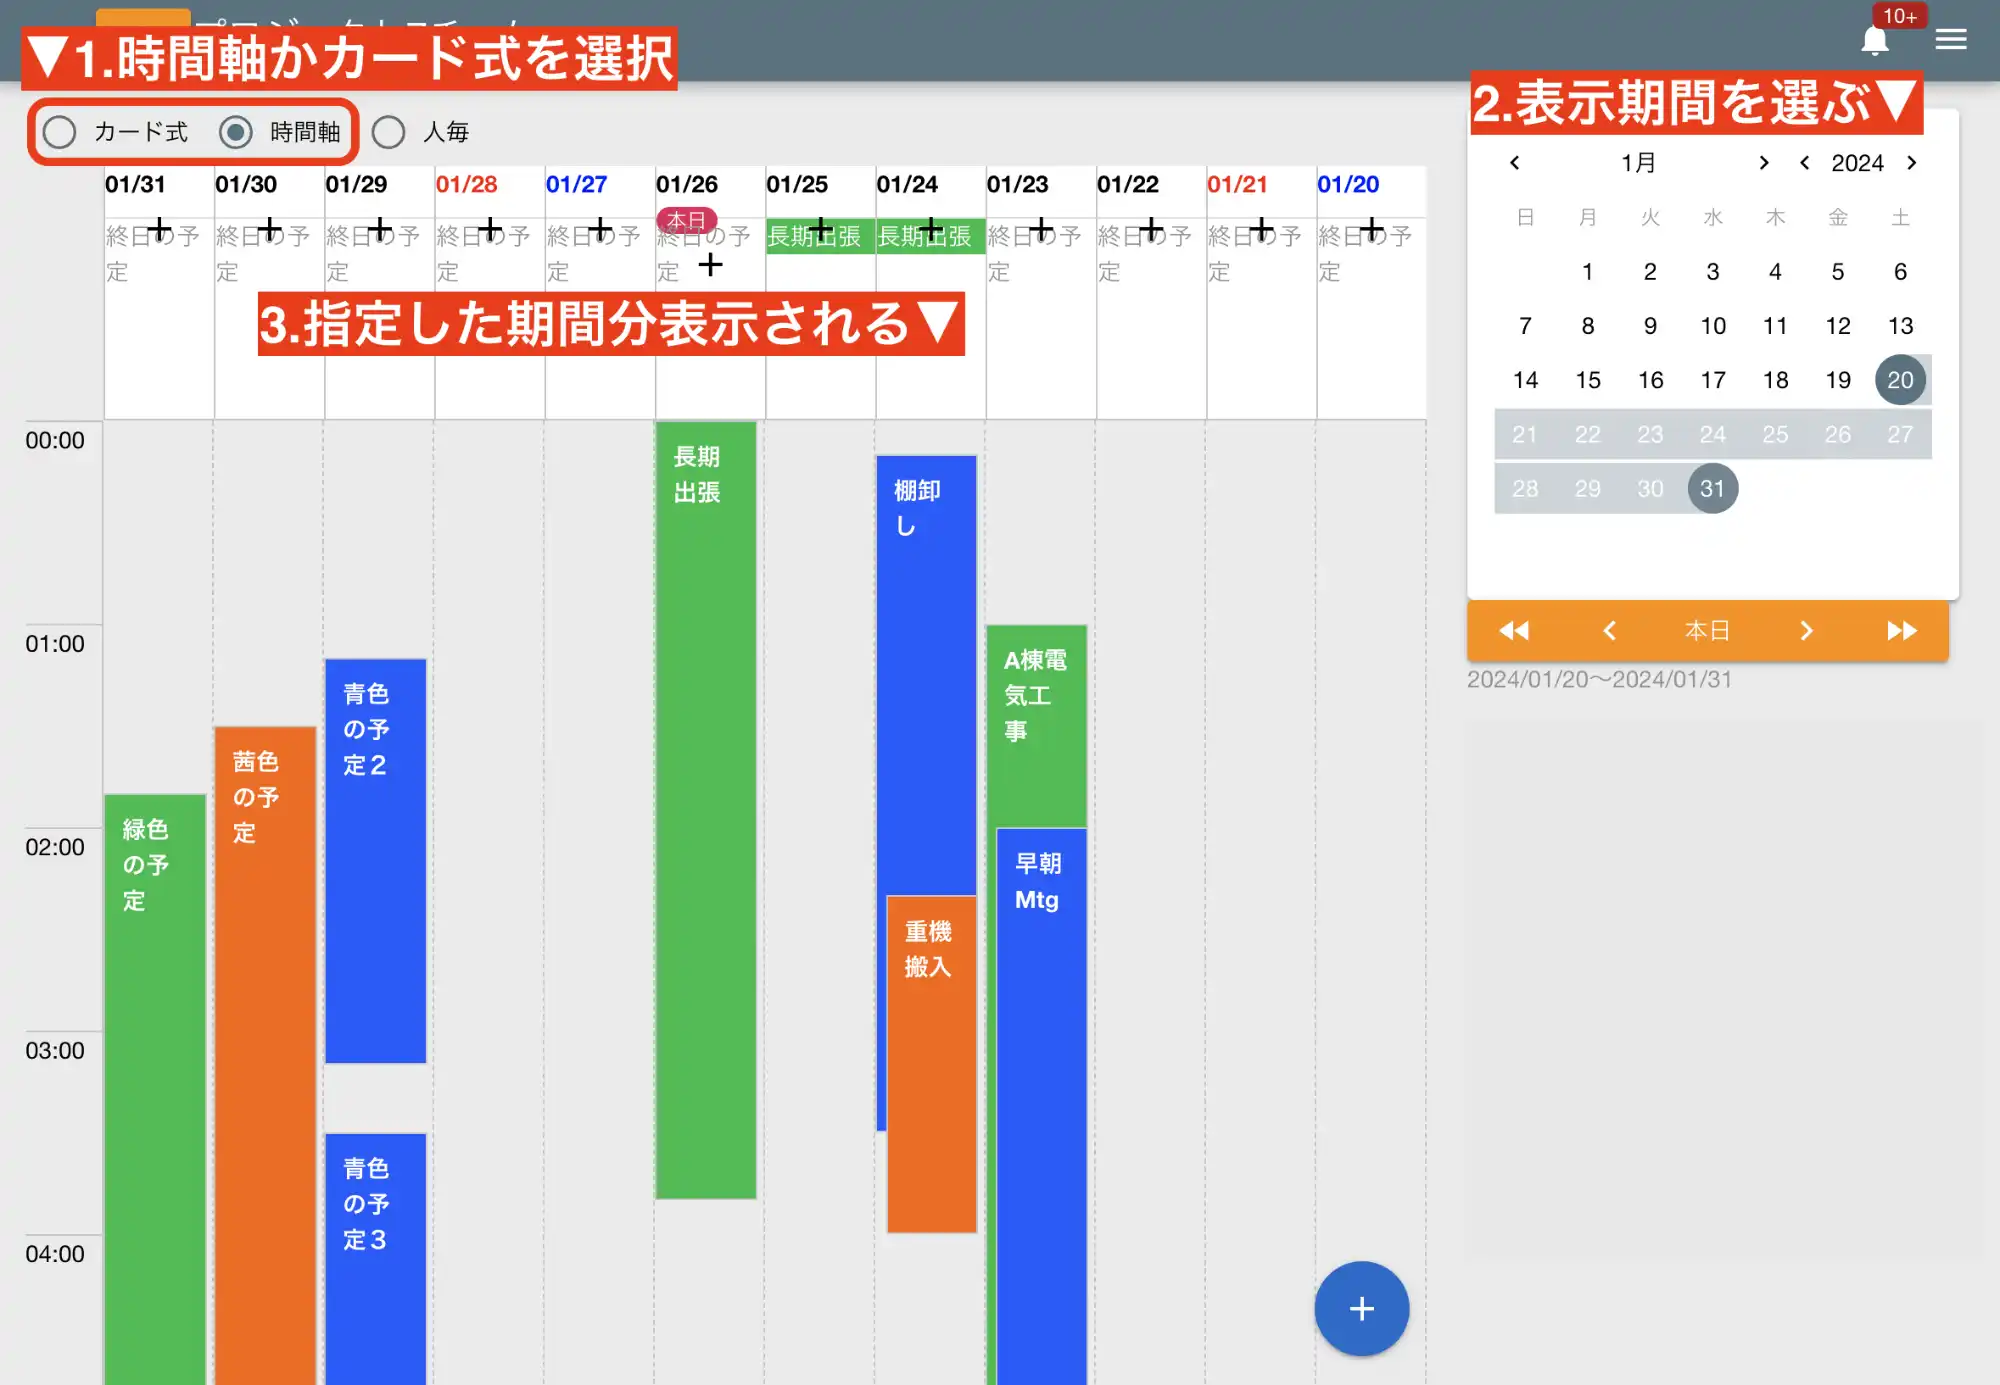 10+
▼1.時間軸かカード式を選択
2.表示期間を選ぶ▼
カード式 時間軸 人毎
01/31 01/30 01/29 01/28 01/27 01/26 01/25 01/24 01/23 01/22 01/21 01/20
本日
終日の予定
終日の予定
終日の予定
終日の予定
終日の予定
終日の予定
長期出張
長期出張
終日の予定
終日の予定
終日の予定
終日の予定
3.指定した期間分表示される▼
00:00
01:00
02:00
03:00
04:00
緑色
の予
定
茜色
の予
定
青色
の予
定2
青色
の予
定3
長期
出張
棚卸
し
重機
搬入
A棟電
気工
事
早朝
Mtg
+
1月 2024
日 月 火 水 木 金 土
1 2 3 4 5 6
7 8 9 10 11 12 13
14 15 16 17 18 19 20
21 22 23 24 25 26 27
28 29 30 31
本日
2024/01/20〜2024/01/31